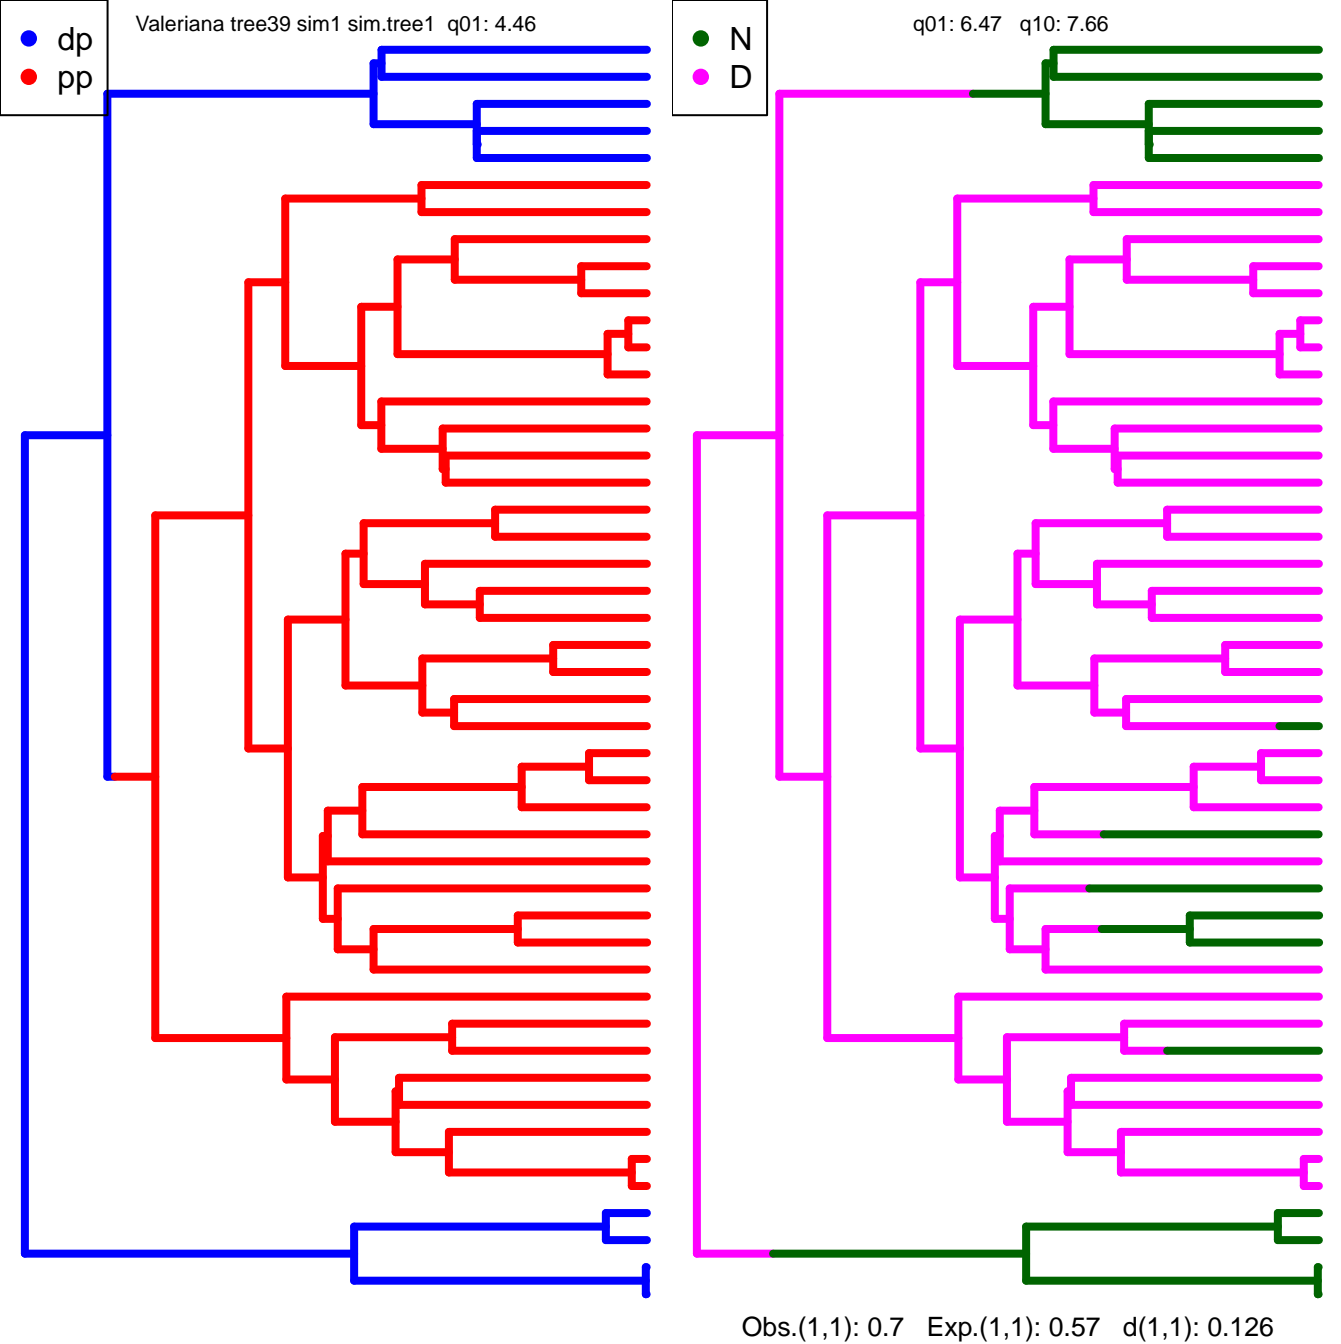 Valeriana tree39 sim1 sim.tree1 q01: 4.46
dp
pp
q01: 6.47 q10: 7.66
N
D
Obs.(1,1): 0.7 Exp.(1,1): 0.57 d(1,1): 0.126